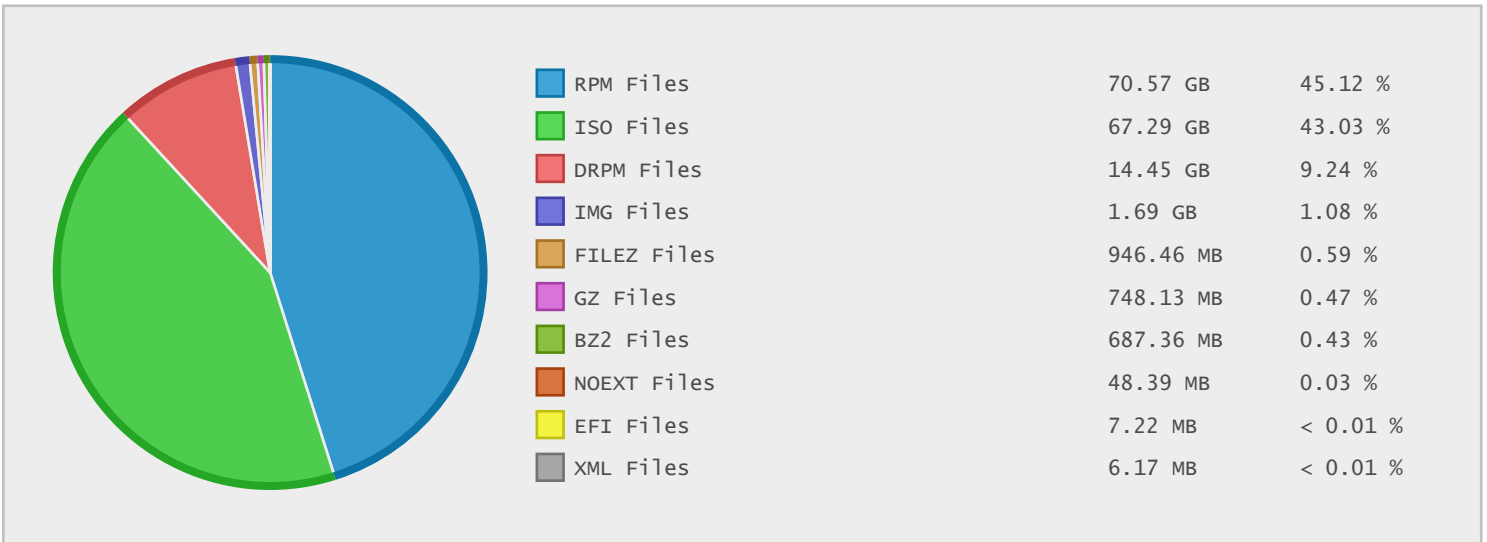 RPM Files 70.57 GB 45.12 %
ISO Files 67.29 GB 43.03 %
DRPM Files 14.45 GB 9.24 %
IMG Files 1.69 GB 1.08 %
FILEZ Files 946.46 MB 0.59 %
GZ Files 748.13 MB 0.47 %
BZ2 Files 687.36 MB 0.43 %
NOEXT Files 48.39 MB 0.03 %
EFI Files 7.22 MB < 0.01 %
XML Files 6.17 MB < 0.01 %